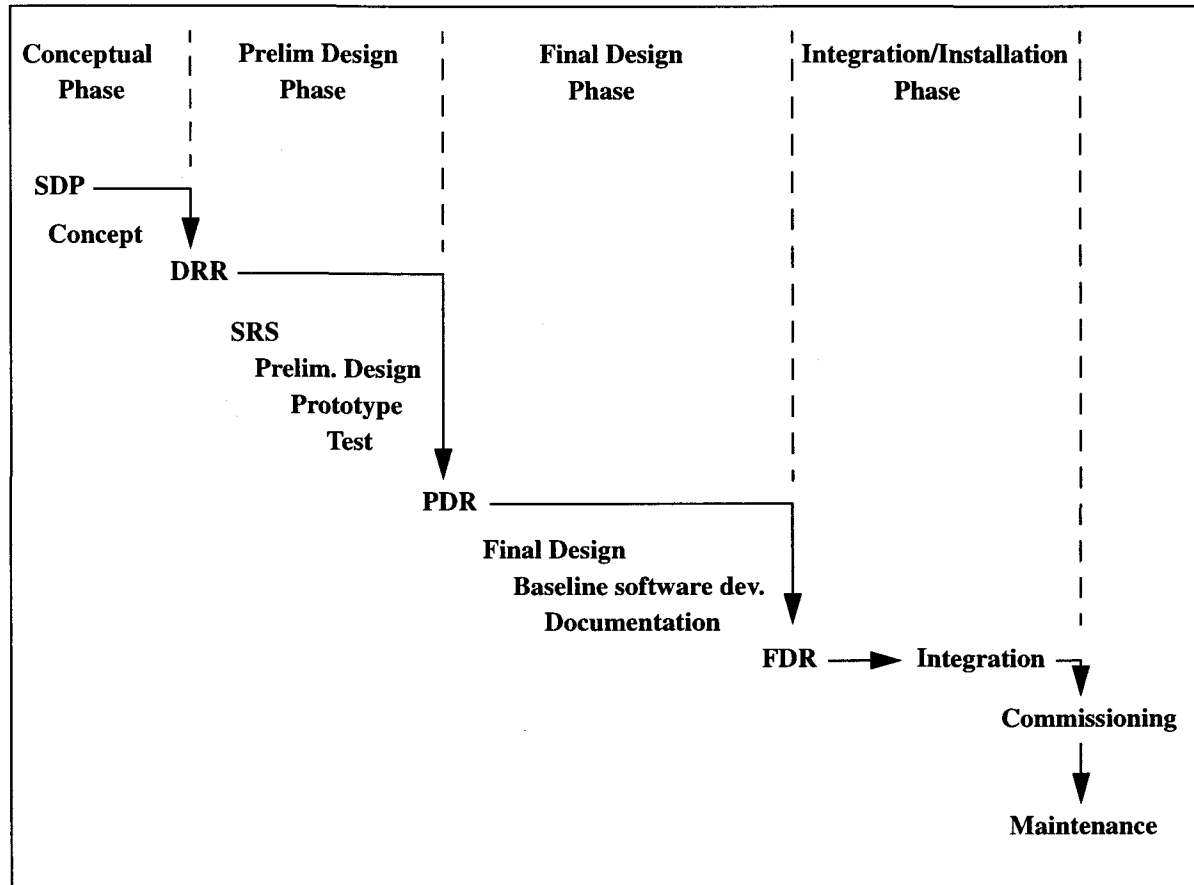 Conceptual
Phase
Prelim Design
Phase
Final Design
Phase
Integration/Installation
Phase
SDP
Concept
DRR
SRS
Prelim. Design
Prototype
Test
PDR
Final Design
Baseline software dev.
Documentation
FDR
Integration
Commissioning
Maintenance